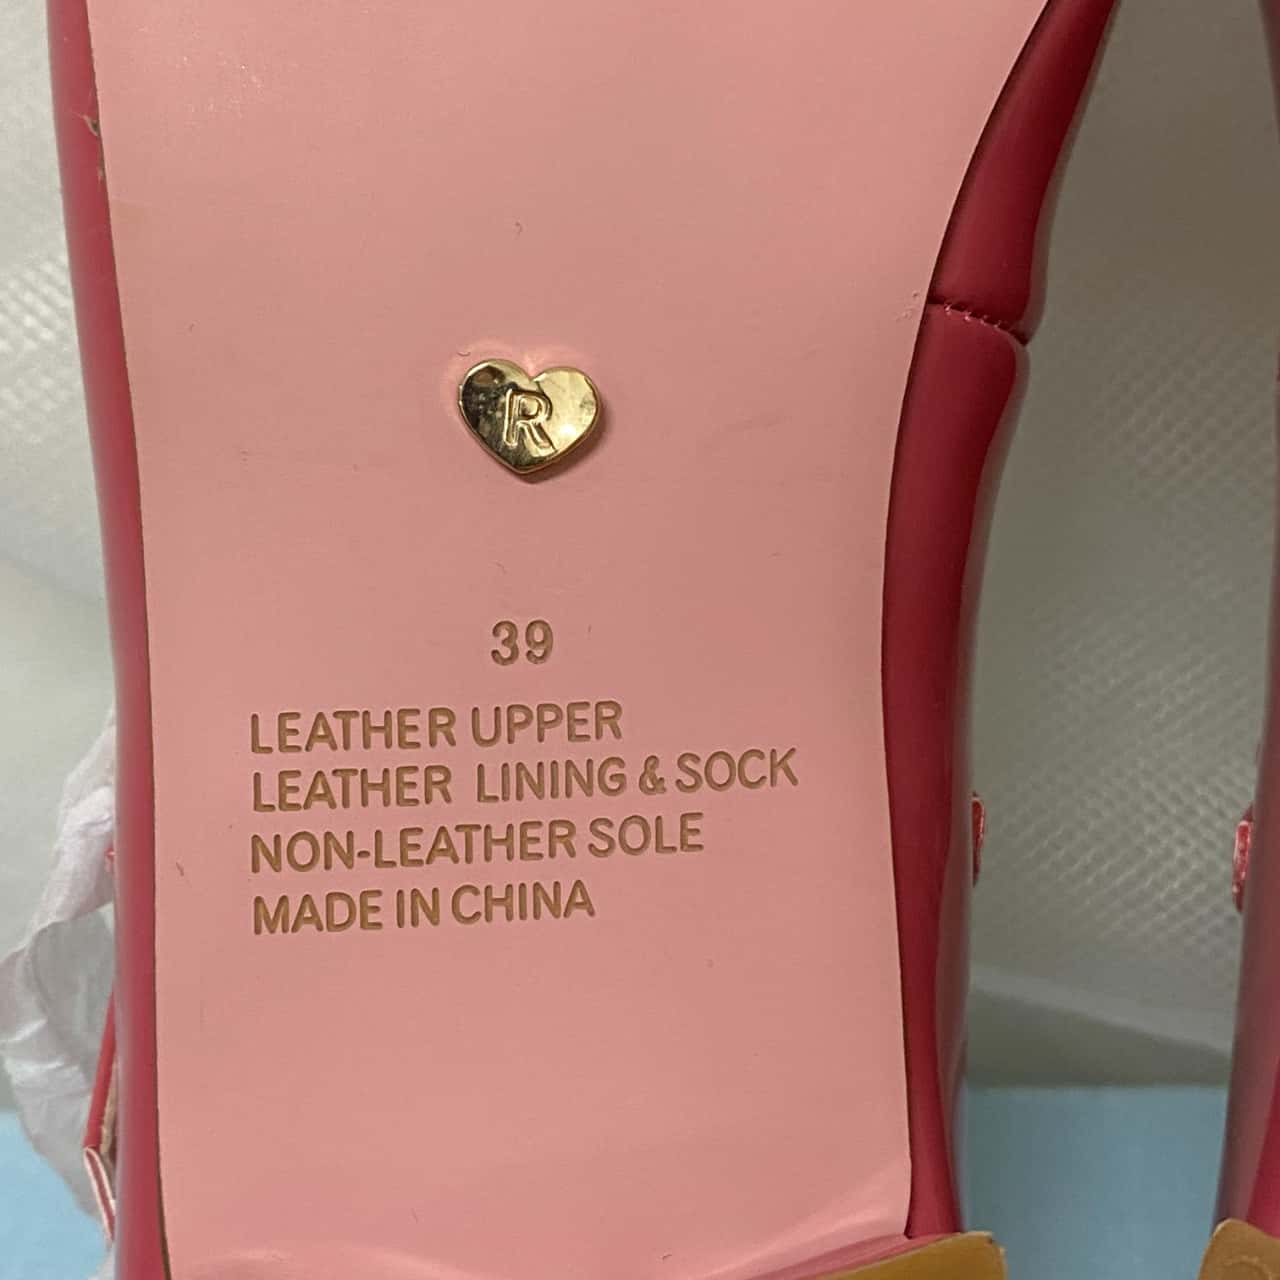 R
39
LEATHER UPPER
LEATHER LINING & SOCK
NON-LEATHER SOLE
MADE IN CHINA